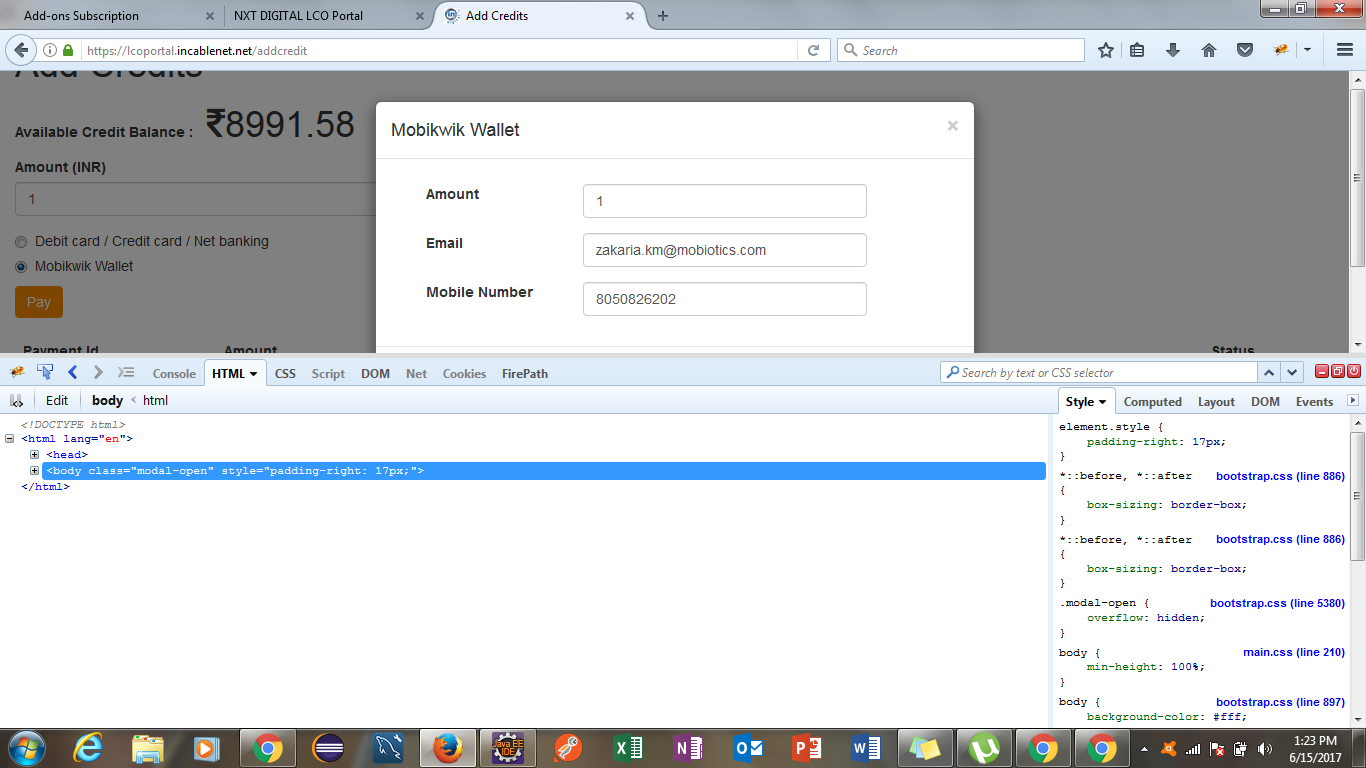 Add-ons Subscription
NXT DIGITAL LCO Portal
Add Credits
https://lcoportal.incablenet.net/addcredit
Search
Add Credits
Available Credit Balance : ₹8991.58
Amount (INR)
1
Debit card / Credit card / Net banking
Mobikwik Wallet
Pay
Payment Id Amount Status
Mobikwik Wallet ×
Amount 1
Email zakaria.km@mobiotics.com
Mobile Number 8050826202
Console HTML CSS Script DOM Net Cookies FirePath
Search by text or CSS selector
Edit body < html
Style Computed Layout DOM Events
<!DOCTYPE html>
<html lang="en">
<head>
<body class="modal-open" style="padding-right: 17px;">
</html>
element.style {
padding-right: 17px;
}
*::before, *::after bootstrap.css (line 886)
{
box-sizing: border-box;
}
*::before, *::after bootstrap.css (line 886)
{
box-sizing: border-box;
}
.modal-open { bootstrap.css (line 5380)
overflow: hidden;
}
body { main.css (line 210)
min-height: 100%;
}
body { bootstrap.css (line 897)
background-color: #fff;
Java EE
IDE
1:23 PM
6/15/2017